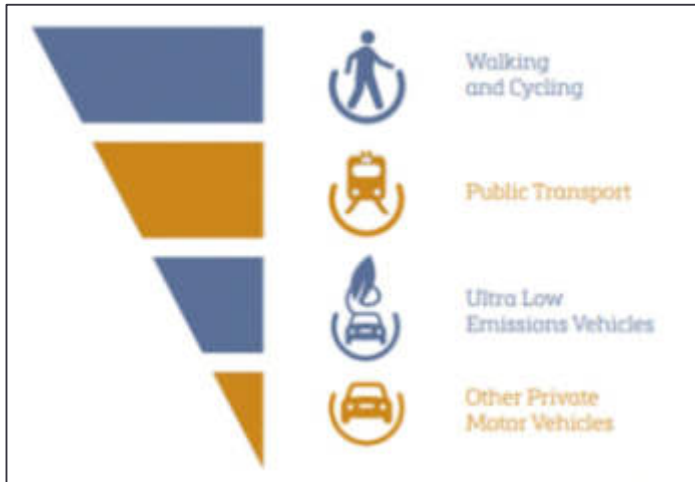 Walking
and Cycling
Public Transport
Ultra Low
Emissions Vehicles
Other Private
Motor Vehicles